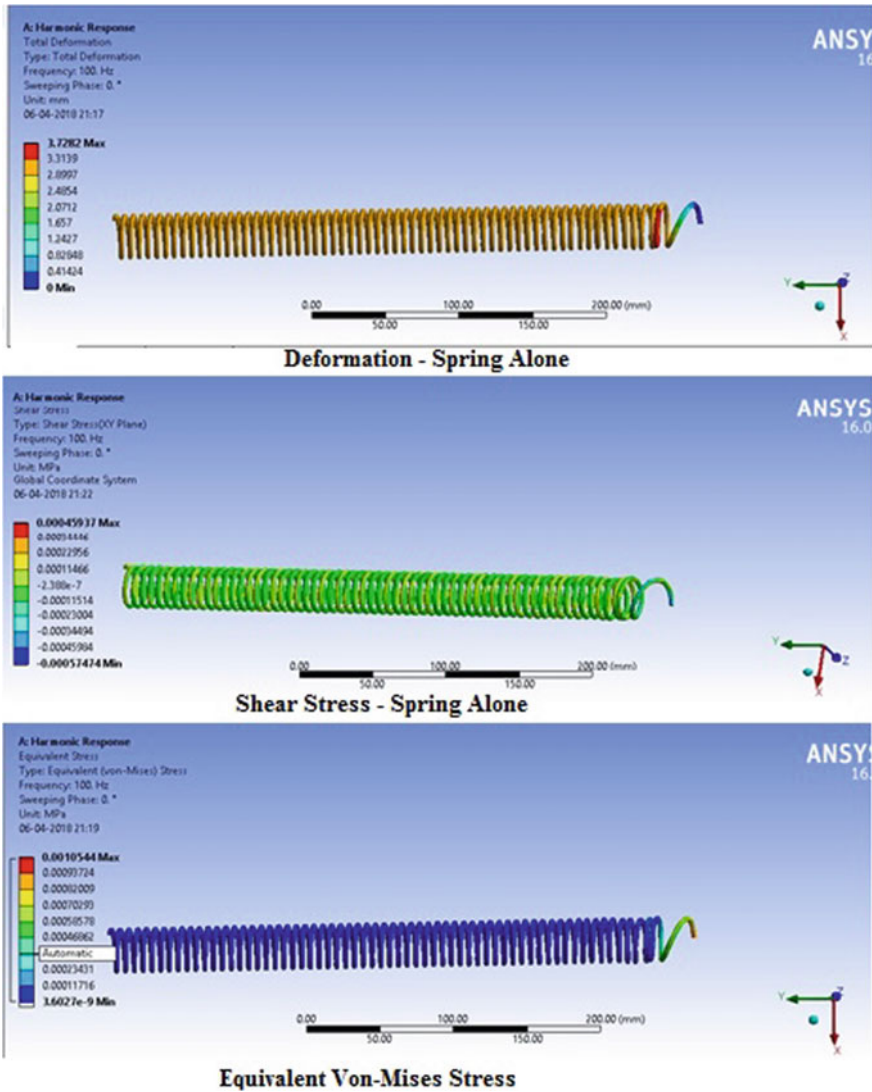 A: Harmonic Response
Total Deformation
Type: Total Deformation
Frequency: 100. Hz
Sweeping Phase: 0. °
Unit: mm
06-04-2018 21:17
ANSY
16
3.7282 Max
3.3139
2.8997
2.4854
2.0712
1.657
1.2427
0.82848
0.41424
0 Min
0.00 100.00 200.00 (mm)
50.00 150.00
Y Z
X
Deformation - Spring Alone
A: Harmonic Response
Shear Stress
Type: Shear Stress(XY Plane)
Frequency: 100. Hz
Sweeping Phase: 0. °
Unit: MPa
Global Coordinate System
06-04-2018 21:22
ANSYS
16.0
0.00045937 Max
0.00034446
0.00022956
0.00011466
-2.388e-7
-0.00011514
-0.00023004
-0.00034494
-0.00045984
-0.00057474 Min
0.00 100.00 200.00 (mm)
50.00 150.00
Y Z
X
Shear Stress - Spring Alone
A: Harmonic Response
Equivalent Stress
Type: Equivalent (von-Mises) Stress
Frequency: 100. Hz
Sweeping Phase: 0. °
Unit: MPa
06-04-2018 21:19
ANSYS
16.
0.0010544 Max
0.00093724
0.00082009
0.00070293
0.00058578
0.00046862
Automatic
0.00023431
0.00011716
3.6027e-9 Min
0.00 100.00 200.00 (mm)
50.00 150.00
Y Z
X
Equivalent Von-Mises Stress